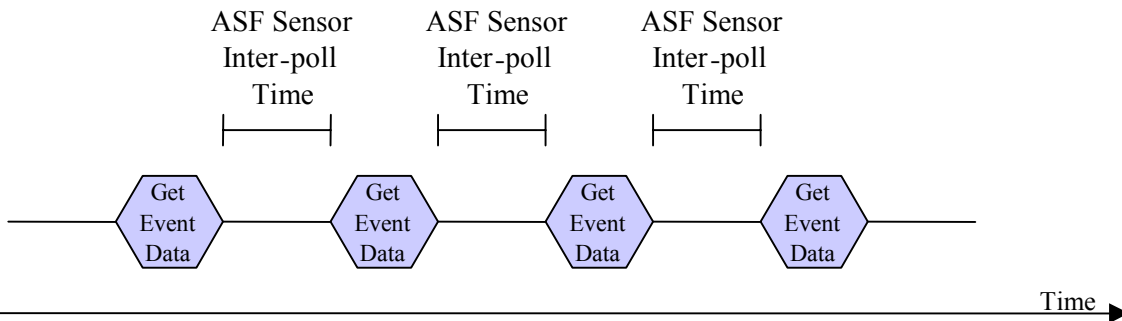 ASF Sensor
Inter-poll
Time
ASF Sensor
Inter-poll
Time
ASF Sensor
Inter-poll
Time
Get
Event
Data
Get
Event
Data
Get
Event
Data
Get
Event
Data
Time